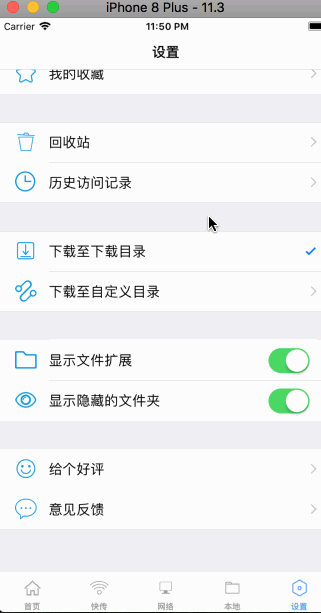 iPhone 8 Plus - 11.3
Carrier 11:50 PM
设置
我的收藏
回收站
历史访问记录
下载至下载目录
下载至自定义目录
显示文件扩展
显示隐藏的文件夹
给个好评
意见反馈
首页 快传 网络 本地 设置